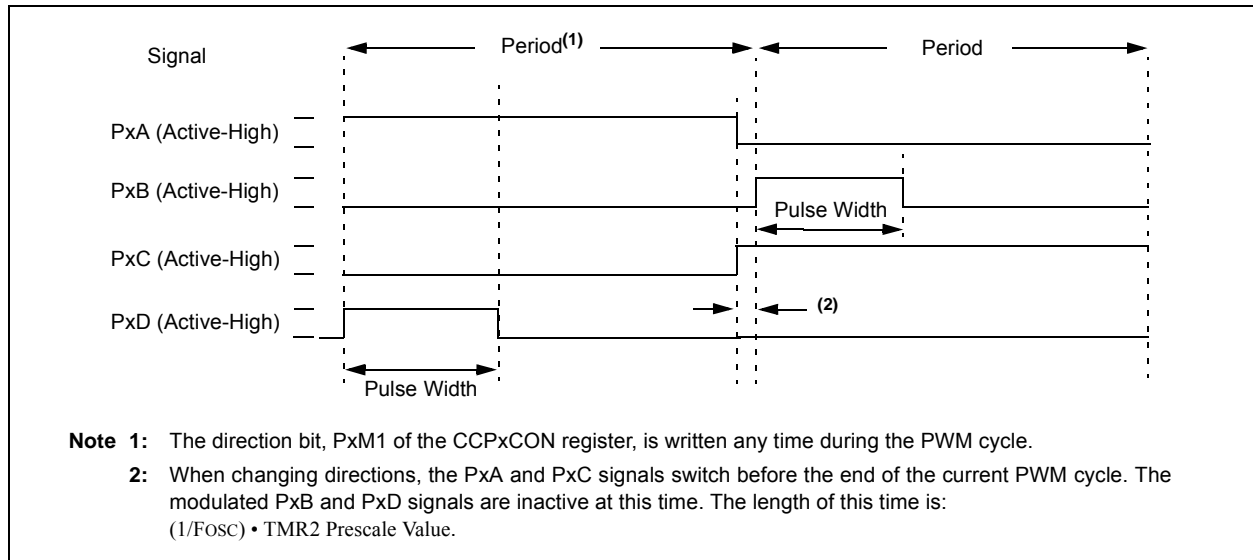 Signal
Period(1)
Period
PxA (Active-High)
PxB (Active-High)
Pulse Width
PxC (Active-High)
(2)
PxD (Active-High)
Pulse Width
Note 1: The direction bit, PxM1 of the CCPxCON register, is written any time during the PWM cycle.
2: When changing directions, the PxA and PxC signals switch before the end of the current PWM cycle. The
modulated PxB and PxD signals are inactive at this time. The length of this time is:
(1/FOSC) • TMR2 Prescale Value.